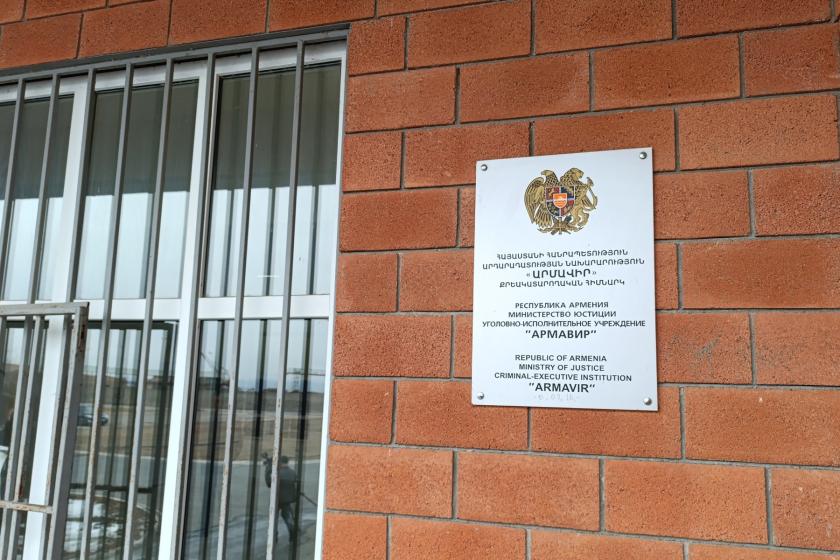 ՀԱՅԱՍՏԱՆԻ ՀԱՆՐԱՊԵՏՈՒԹՅՈՒՆ
ԱՐԴԱՐԱԴԱՏՈՒԹՅԱՆ ՆԱԽԱՐԱՐՈՒԹՅՈՒՆ
«ԱՐՄԱՎԻՐ»
ՔՐԵԱԿԱՏԱՐՈՂԱԿԱՆ ՀԻՄՆԱՐԿ
РЕСПУБЛИКА АРМЕНИЯ
МИНИСТЕРСТВО ЮСТИЦИИ
УГОЛОВНО-ИСПОЛНИТЕЛЬНОЕ УЧРЕЖДЕНИЕ
"АРМАВИР"
REPUBLIC OF ARMENIA
MINISTRY OF JUSTICE
CRIMINAL-EXECUTIVE INSTITUTION
"ARMAVIR"